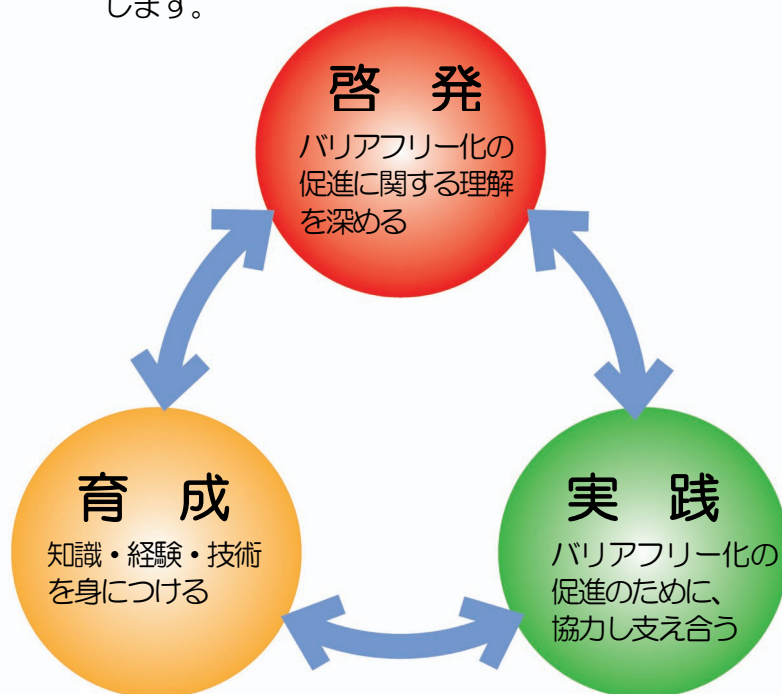 します。
啓 発
バリアフリー化の
促進に関する理解
を深める
育 成
知識・経験・技術
を身につける
実 践
バリアフリー化の
促進のために、
協力し支え合う